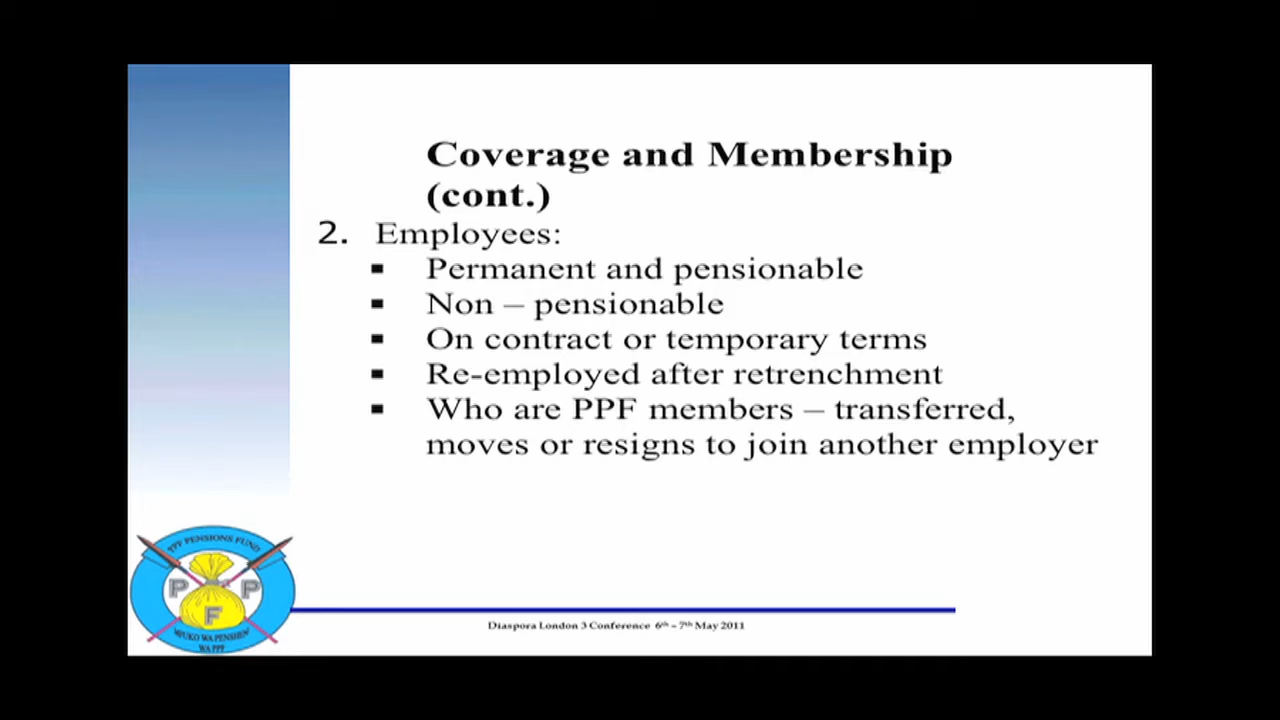 Coverage and Membership
(cont.)
2. Employees:
▪ Permanent and pensionable
▪ Non – pensionable
▪ On contract or temporary terms
▪ Re-employed after retrenchment
▪ Who are PPF members – transferred,
moves or resigns to join another employer
PENSIONS FUND
P P
F
MFUKO WA PENSHENI
WA PPF
Diaspora London 3 Conference 6th – 7th May 2011